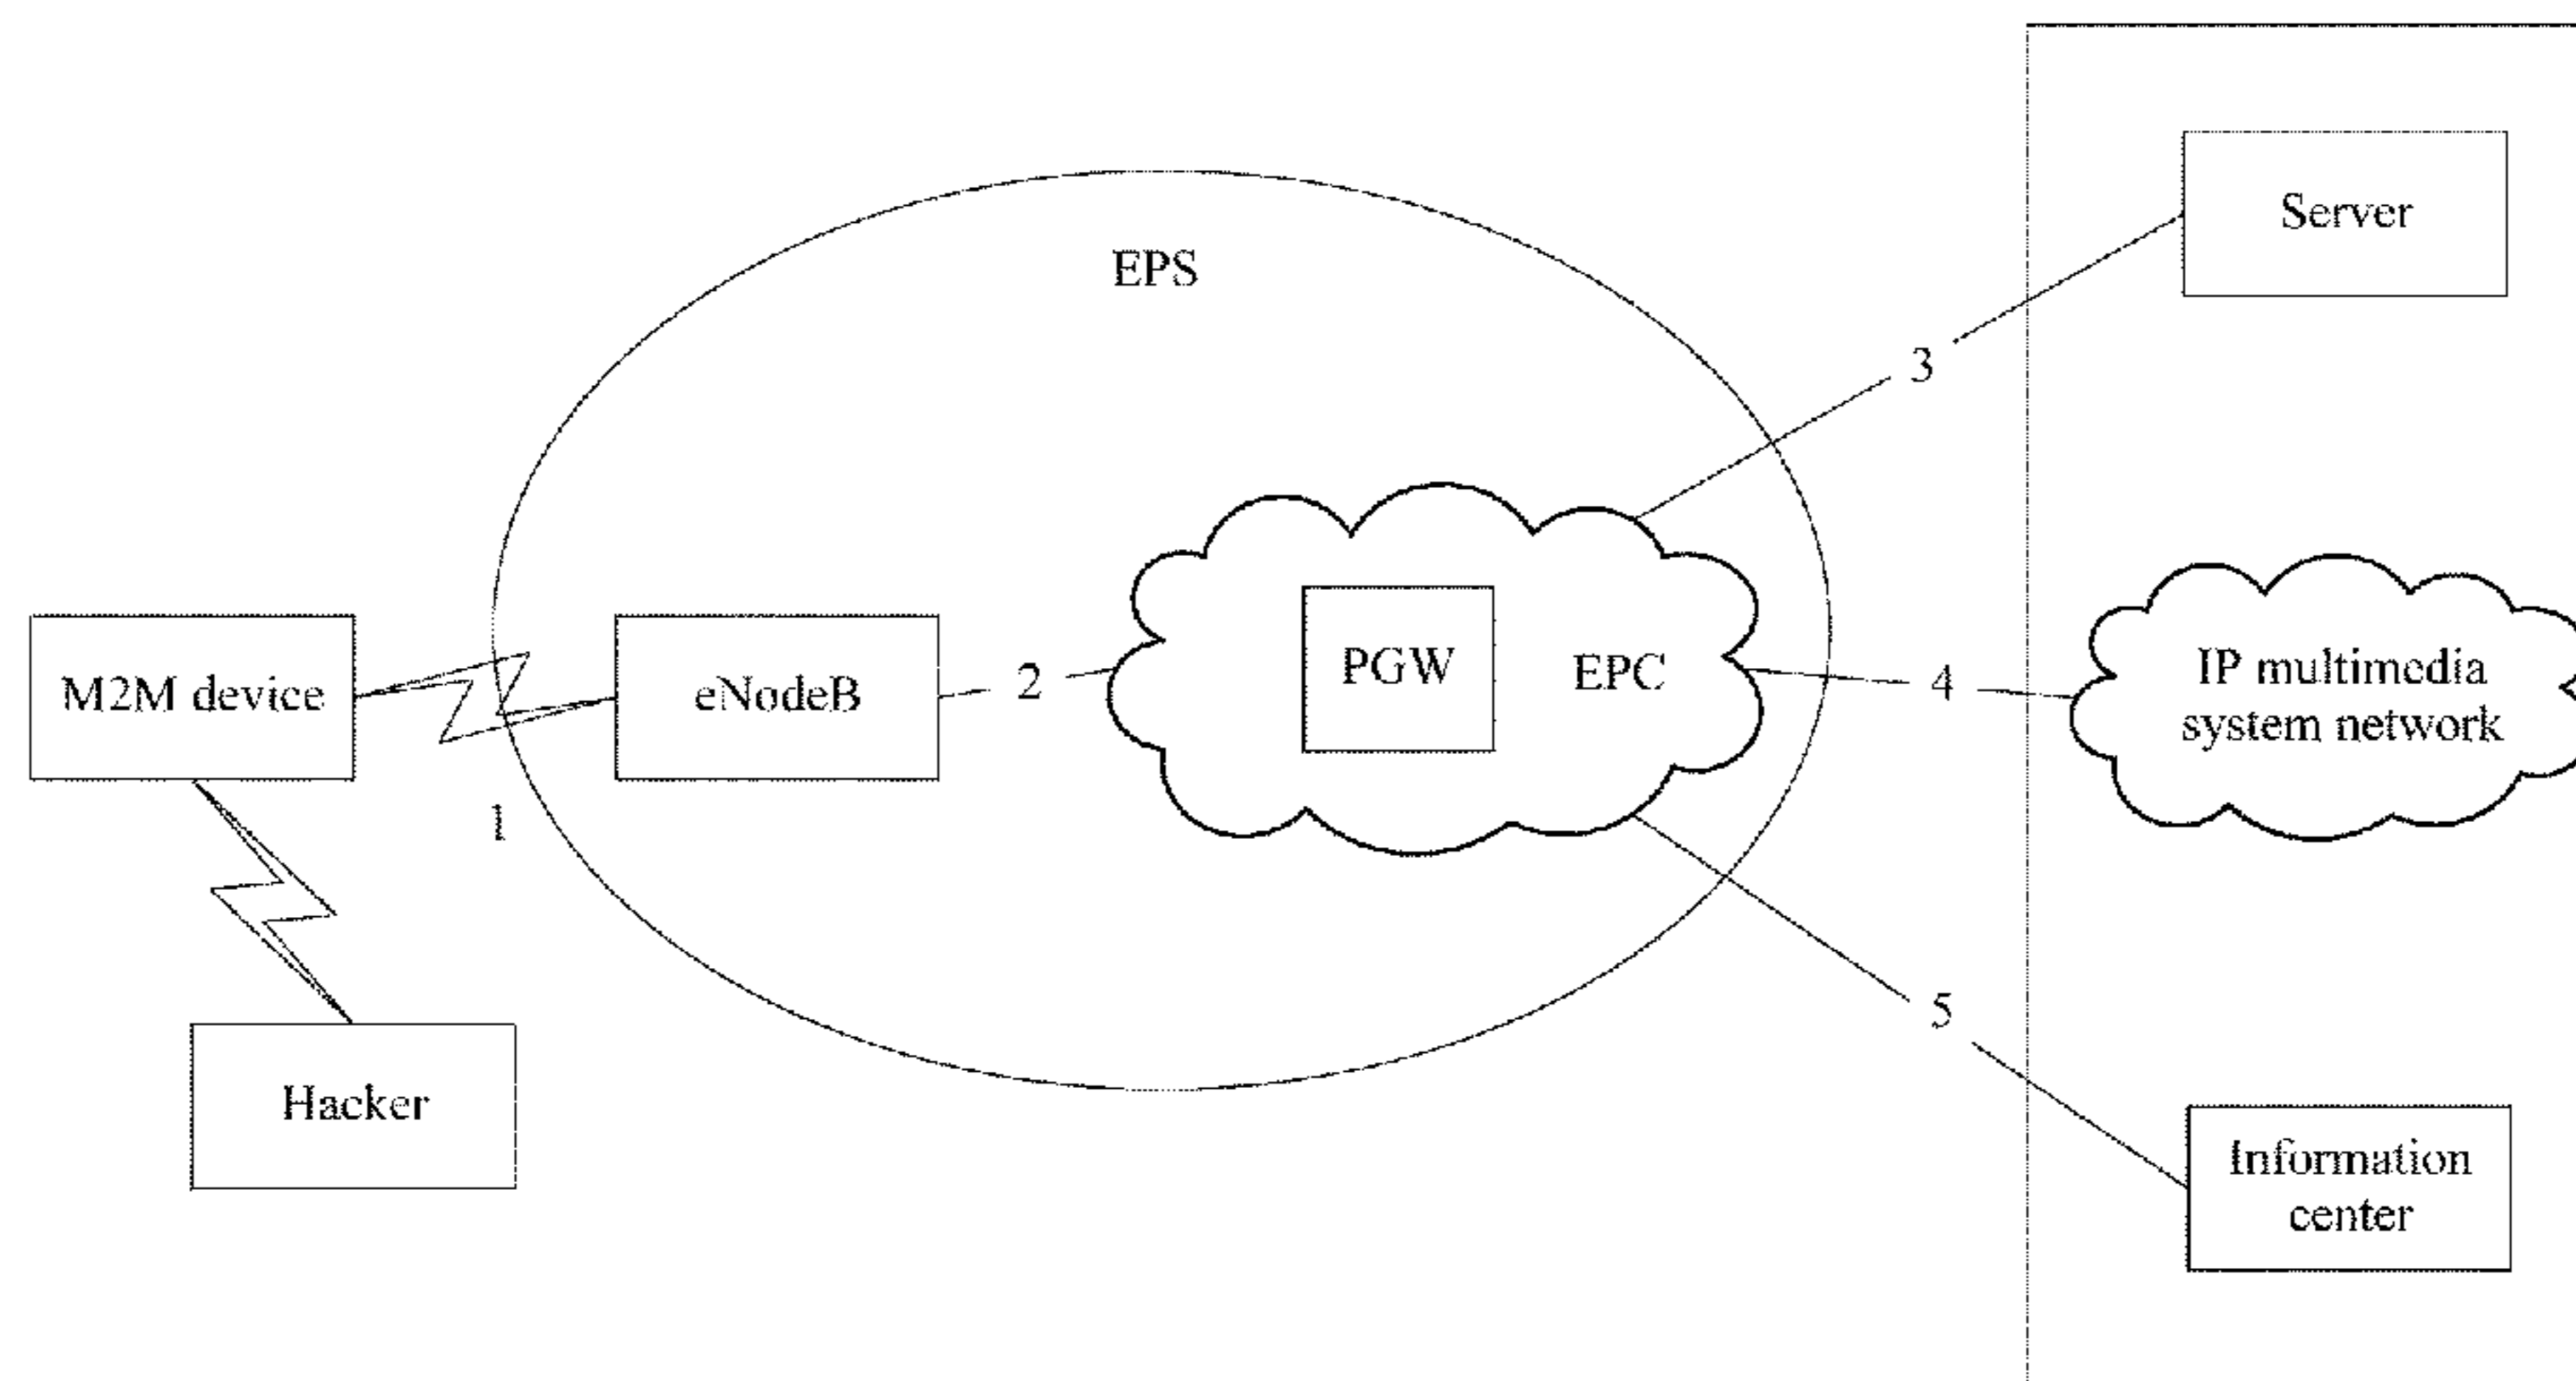 Server
EPS
3
M2M device
eNodeB
2
PGW
EPC
4
IP multimedia
system network
1
5
Hacker
Information
center